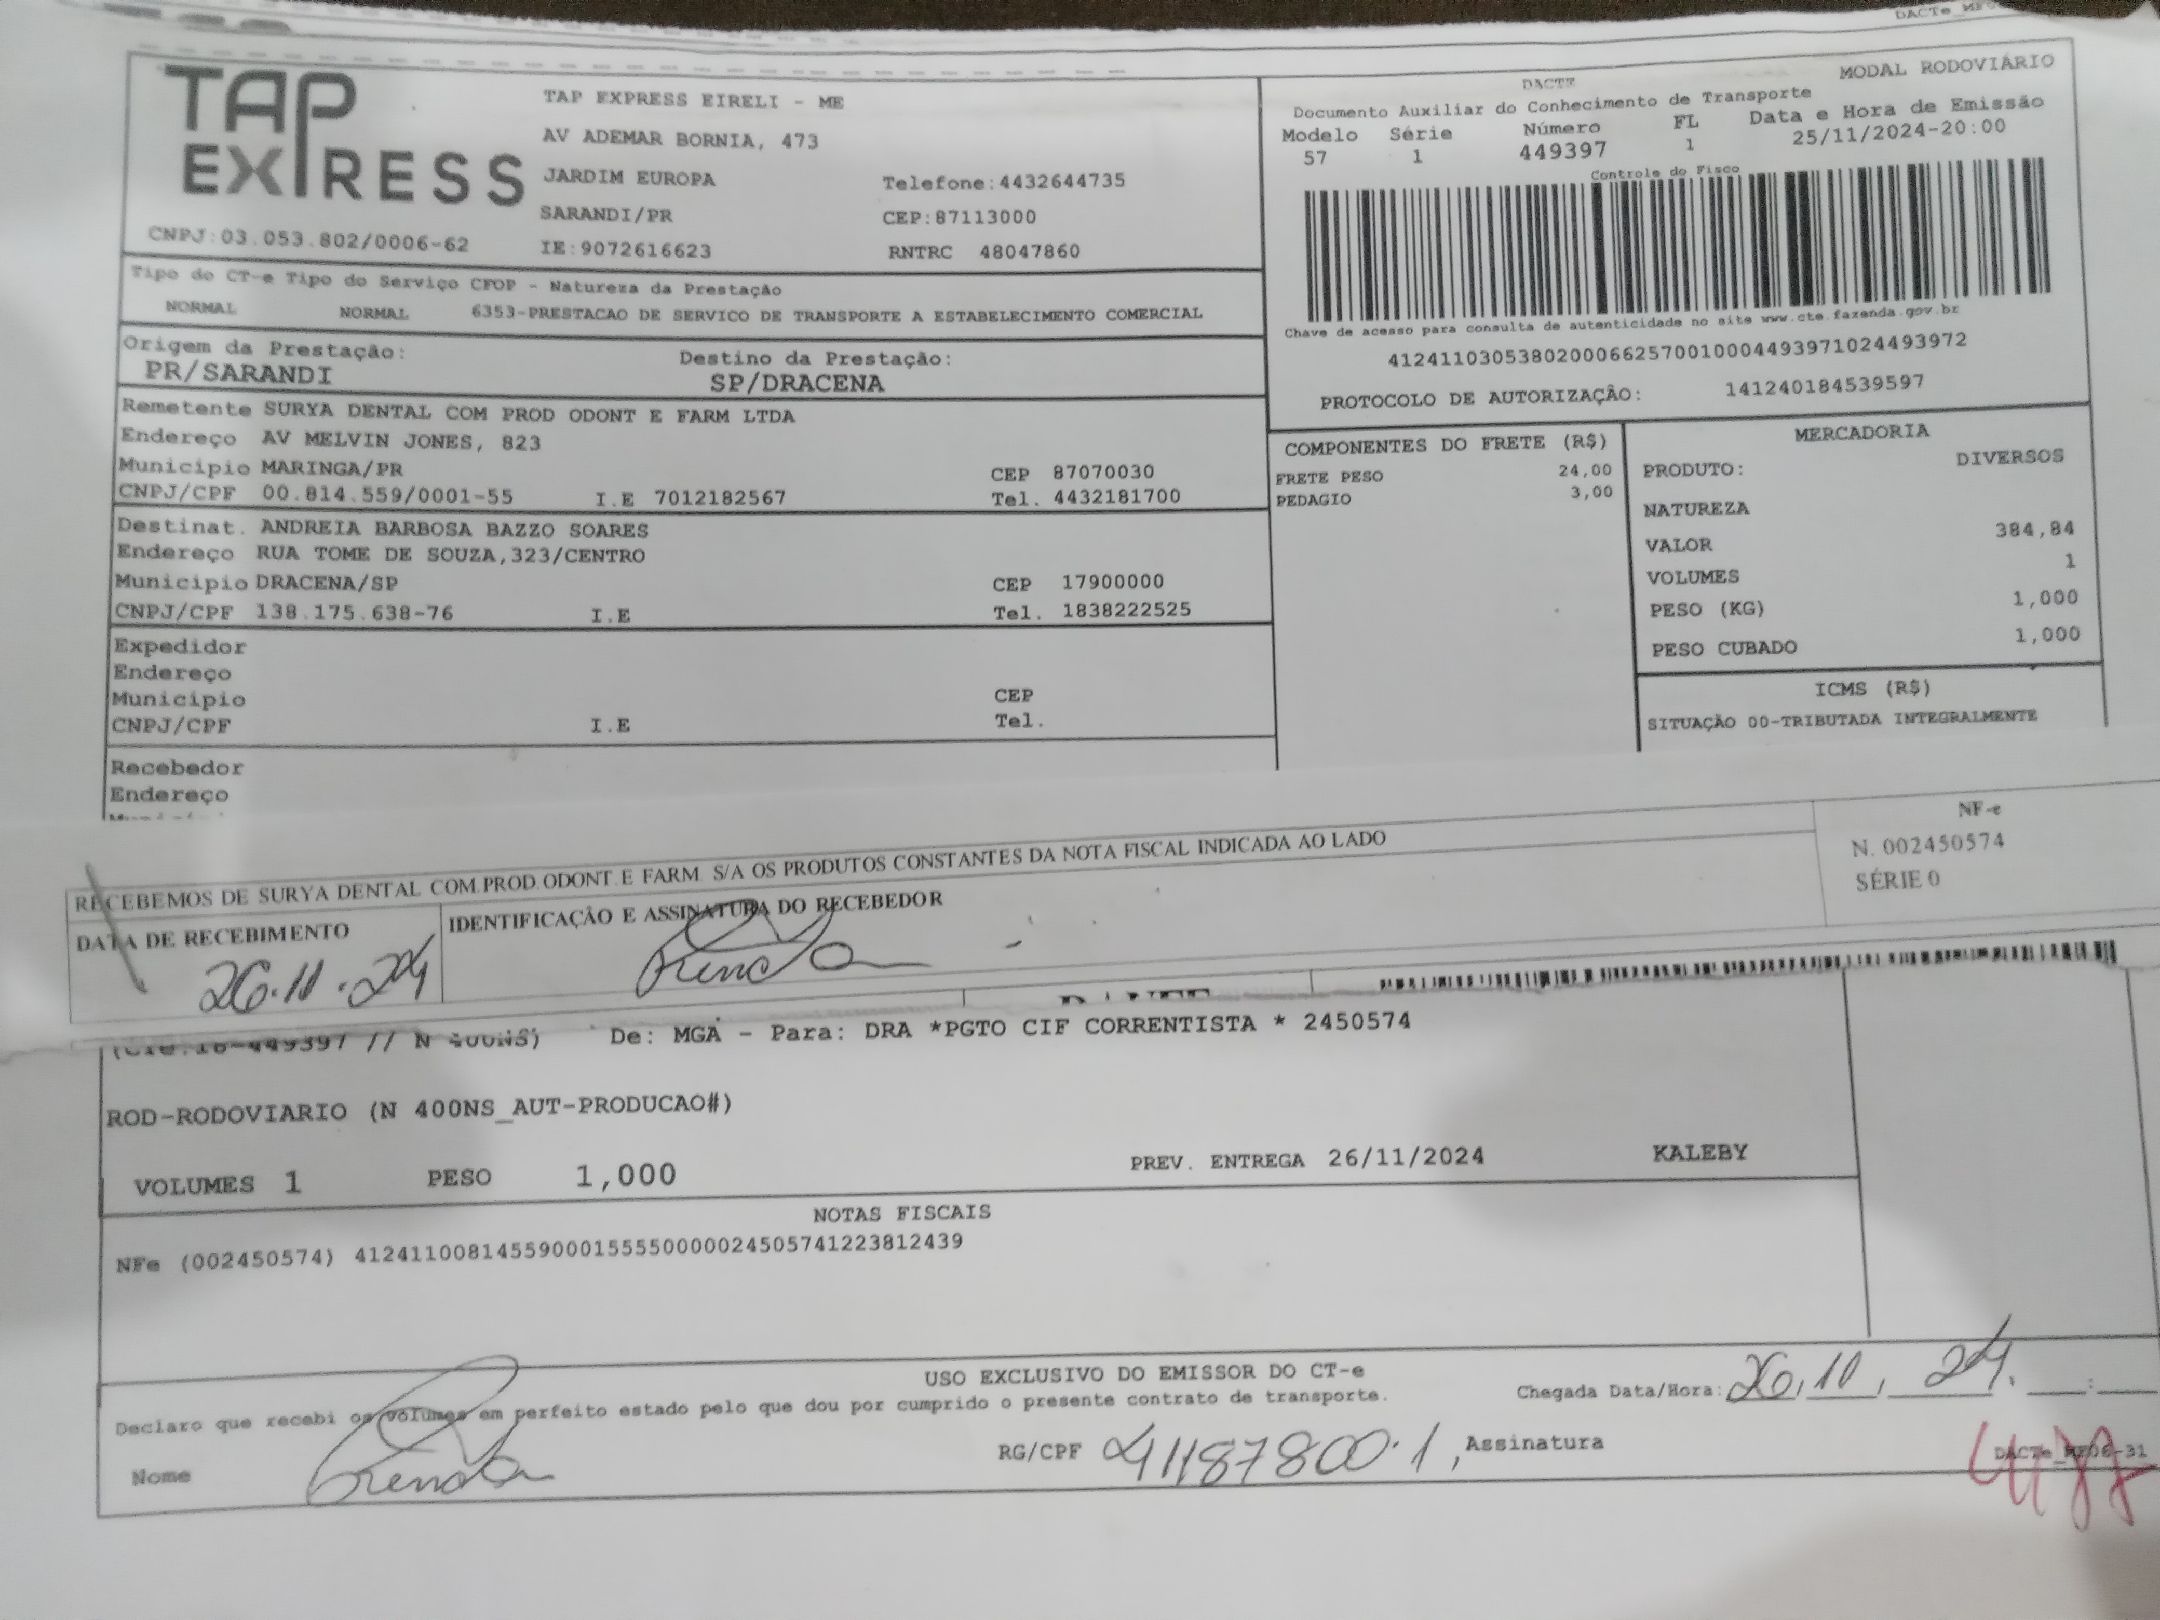 DACTe
TAP EXPRESS
TAP EXPRESS EIRELI - ME
AV ADEMAR BORNIA, 473
JARDIM EUROPA Telefone:4432644735
SARANDI/PR CEP:87113000
CNPJ:03.053.802/0006-62 IE:9072616623 RNTRC 48047860
DACTE MODAL RODOVIÁRIO
Documento Auxiliar do Conhecimento de Transporte
Modelo Série Número FL Data e Hora de Emissão
57 1 449397 1 25/11/2024-20:00
Controle do Fisco
Chave de acesso para consulta de autenticidade no site www.cte.fazenda.gov.br
41241103053802000662570010004493971024493972
PROTOCOLO DE AUTORIZAÇÃO: 141240184539597
Tipo do CT-e Tipo do Serviço CFOP - Natureza da Prestação
NORMAL NORMAL 6353-PRESTACAO DE SERVICO DE TRANSPORTE A ESTABELECIMENTO COMERCIAL
Origem da Prestação: Destino da Prestação:
PR/SARANDI SP/DRACENA
Remetente SURYA DENTAL COM PROD ODONT E FARM LTDA
Endereço AV MELVIN JONES, 823
Municipio MARINGA/PR CEP 87070030
CNPJ/CPF 00.814.559/0001-55 I.E 7012182567 Tel. 4432181700
Destinat. ANDREIA BARBOSA BAZZO SOARES
Endereço RUA TOME DE SOUZA,323/CENTRO
Municipio DRACENA/SP CEP 17900000
CNPJ/CPF 138.175.638-76 I.E Tel. 1838222525
Expedidor
Endereço
Municipio CEP
CNPJ/CPF I.E Tel.
Recebedor
Endereço
COMPONENTES DO FRETE (R$)
FRETE PESO 24,00
PEDAGIO 3,00
MERCADORIA
PRODUTO: DIVERSOS
NATUREZA
VALOR 384,84
VOLUMES 1
PESO (KG) 1,000
PESO CUBADO 1,000
ICMS (R$)
SITUAÇÃO 00-TRIBUTADA INTEGRALMENTE
RECEBEMOS DE SURYA DENTAL COM.PROD.ODONT.E FARM. S/A OS PRODUTOS CONSTANTES DA NOTA FISCAL INDICADA AO LADO
NF-e
N. 002450574
SÉRIE 0
DATA DE RECEBIMENTO IDENTIFICAÇÃO E ASSINATURA DO RECEBEDOR
26.11.24
De: MGA - Para: DRA *PGTO CIF CORRENTISTA * 2450574
ROD-RODOVIARIO (N 400NS_AUT-PRODUCAO#)
VOLUMES 1 PESO 1,000 PREV. ENTREGA 26/11/2024 KALEBY
NOTAS FISCAIS
NFe (002450574) 41241100814559000155550000024505741223812439
USO EXCLUSIVO DO EMISSOR DO CT-e
Declaro que recebi os volumes em perfeito estado pelo que dou por cumprido o presente contrato de transporte.
Chegada Data/Hora: 26, 11, 24.
Nome RG/CPF 41187800.1, Assinatura